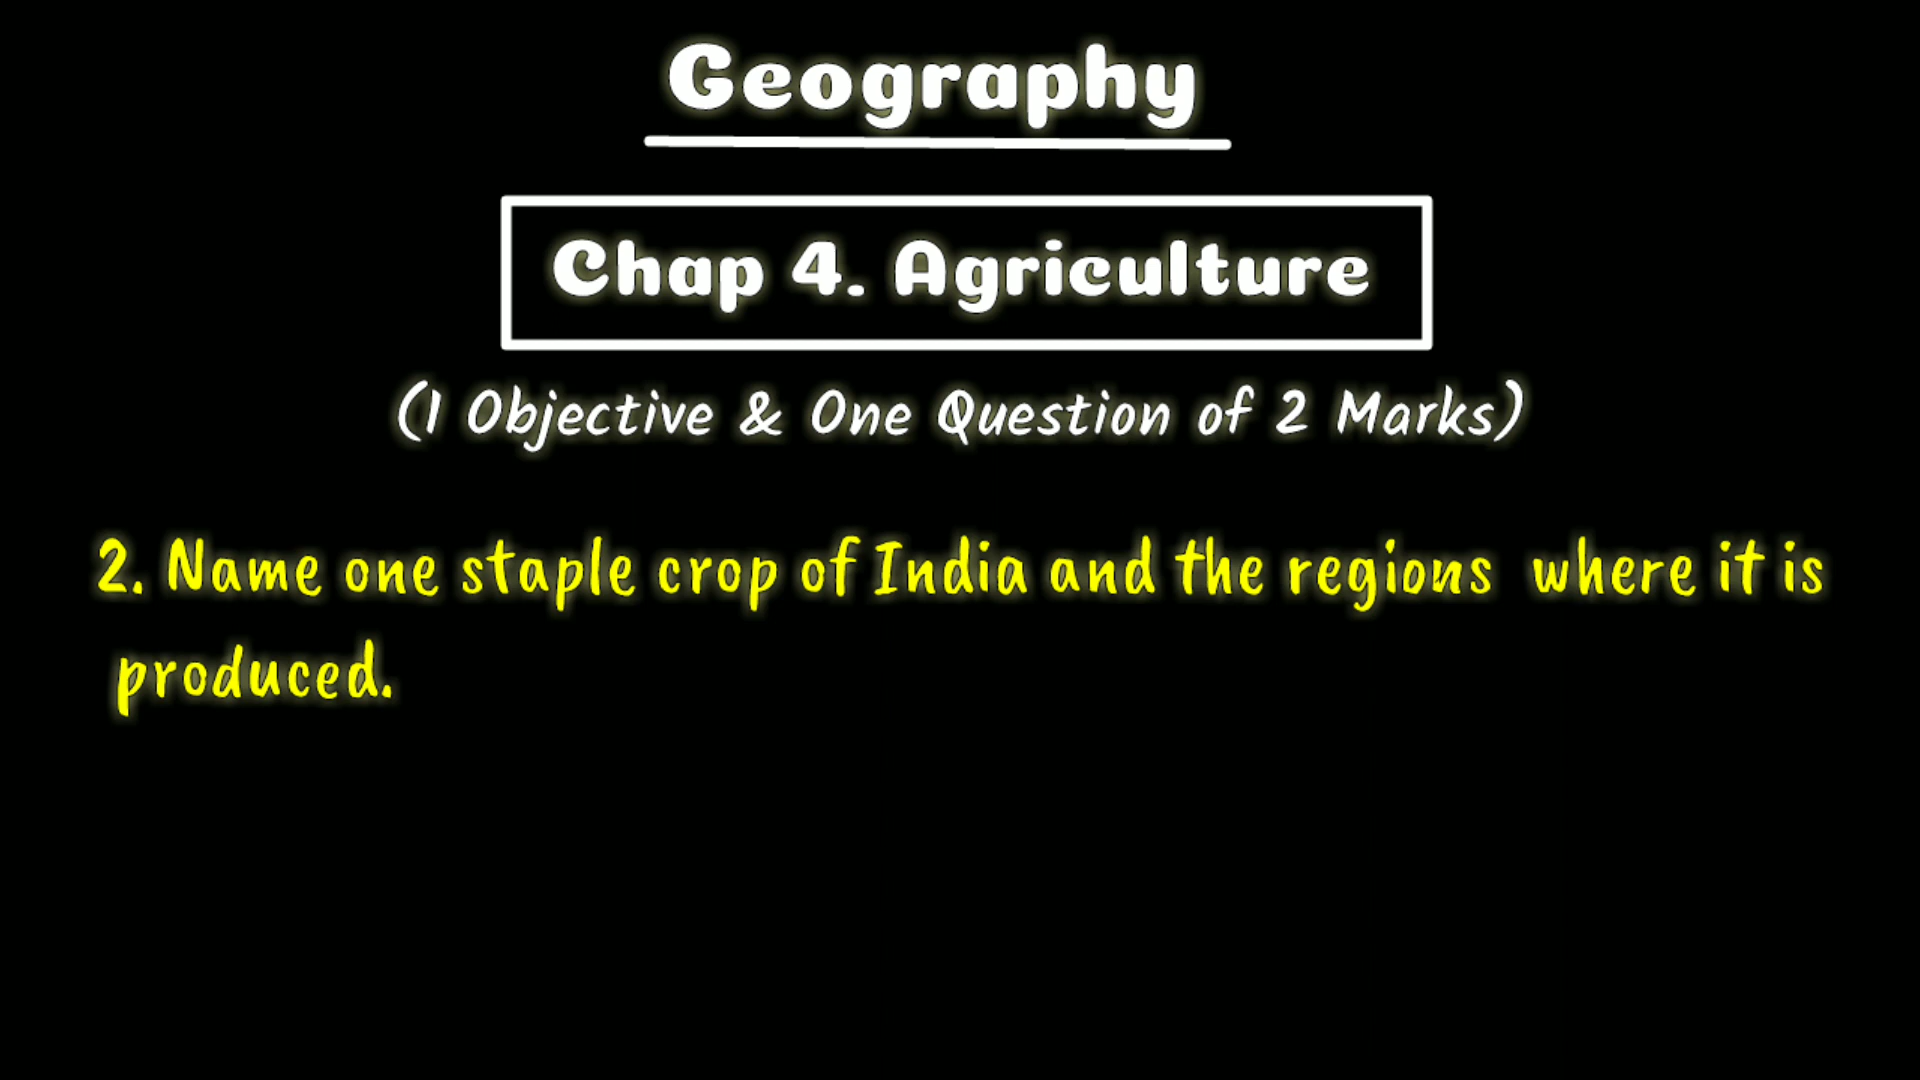 Geography
Chap 4. Agriculture
(1 Objective & One Question of 2 Marks)
2. Name one staple crop of India and the regions where it is
produced.